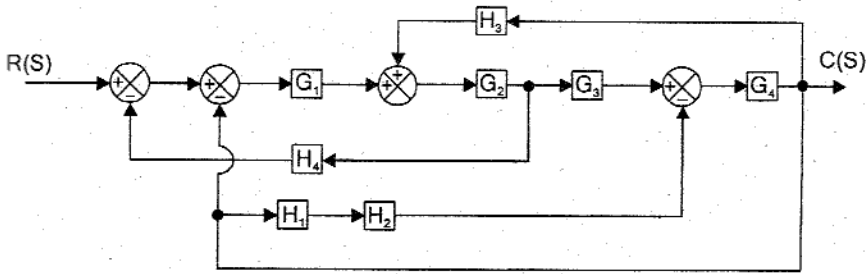 H₃
R(S) + − + − G₁ + + G₂ G₃ + − G₄ C(S)
H₄
H₁ H₂